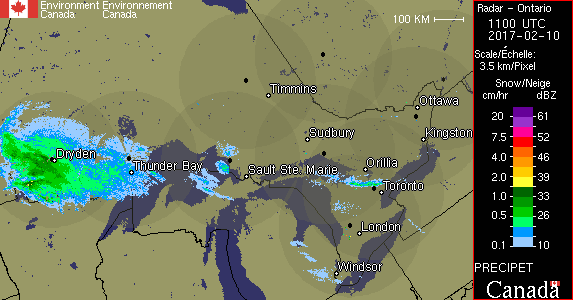 Environment Environnement
Canada Canada
Radar - Ontario
1100 UTC
2017-02-10
100 KM
Scale/Échelle:
3.5 km/Pixel
Snow/Neige
cm/hr dBZ
20 61
7.5 52
4.0 46
2.0 39
1.0 33
0.5 26
0.1 10
Timmins
Ottawa
Sudbury
Kingston
Dryden
Thunder Bay
Sault Ste. Marie
Orillia
Toronto
London
Windsor
PRECIPET
Canada